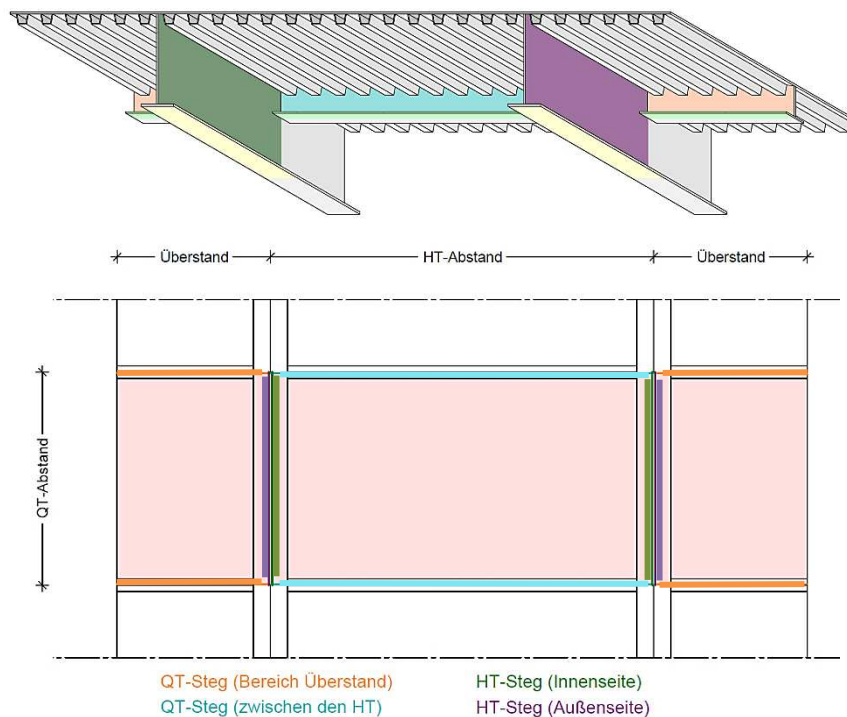 Überstand HT-Abstand Überstand
QT-Abstand
QT-Steg (Bereich Überstand) HT-Steg (Innenseite)
QT-Steg (zwischen den HT) HT-Steg (Außenseite)